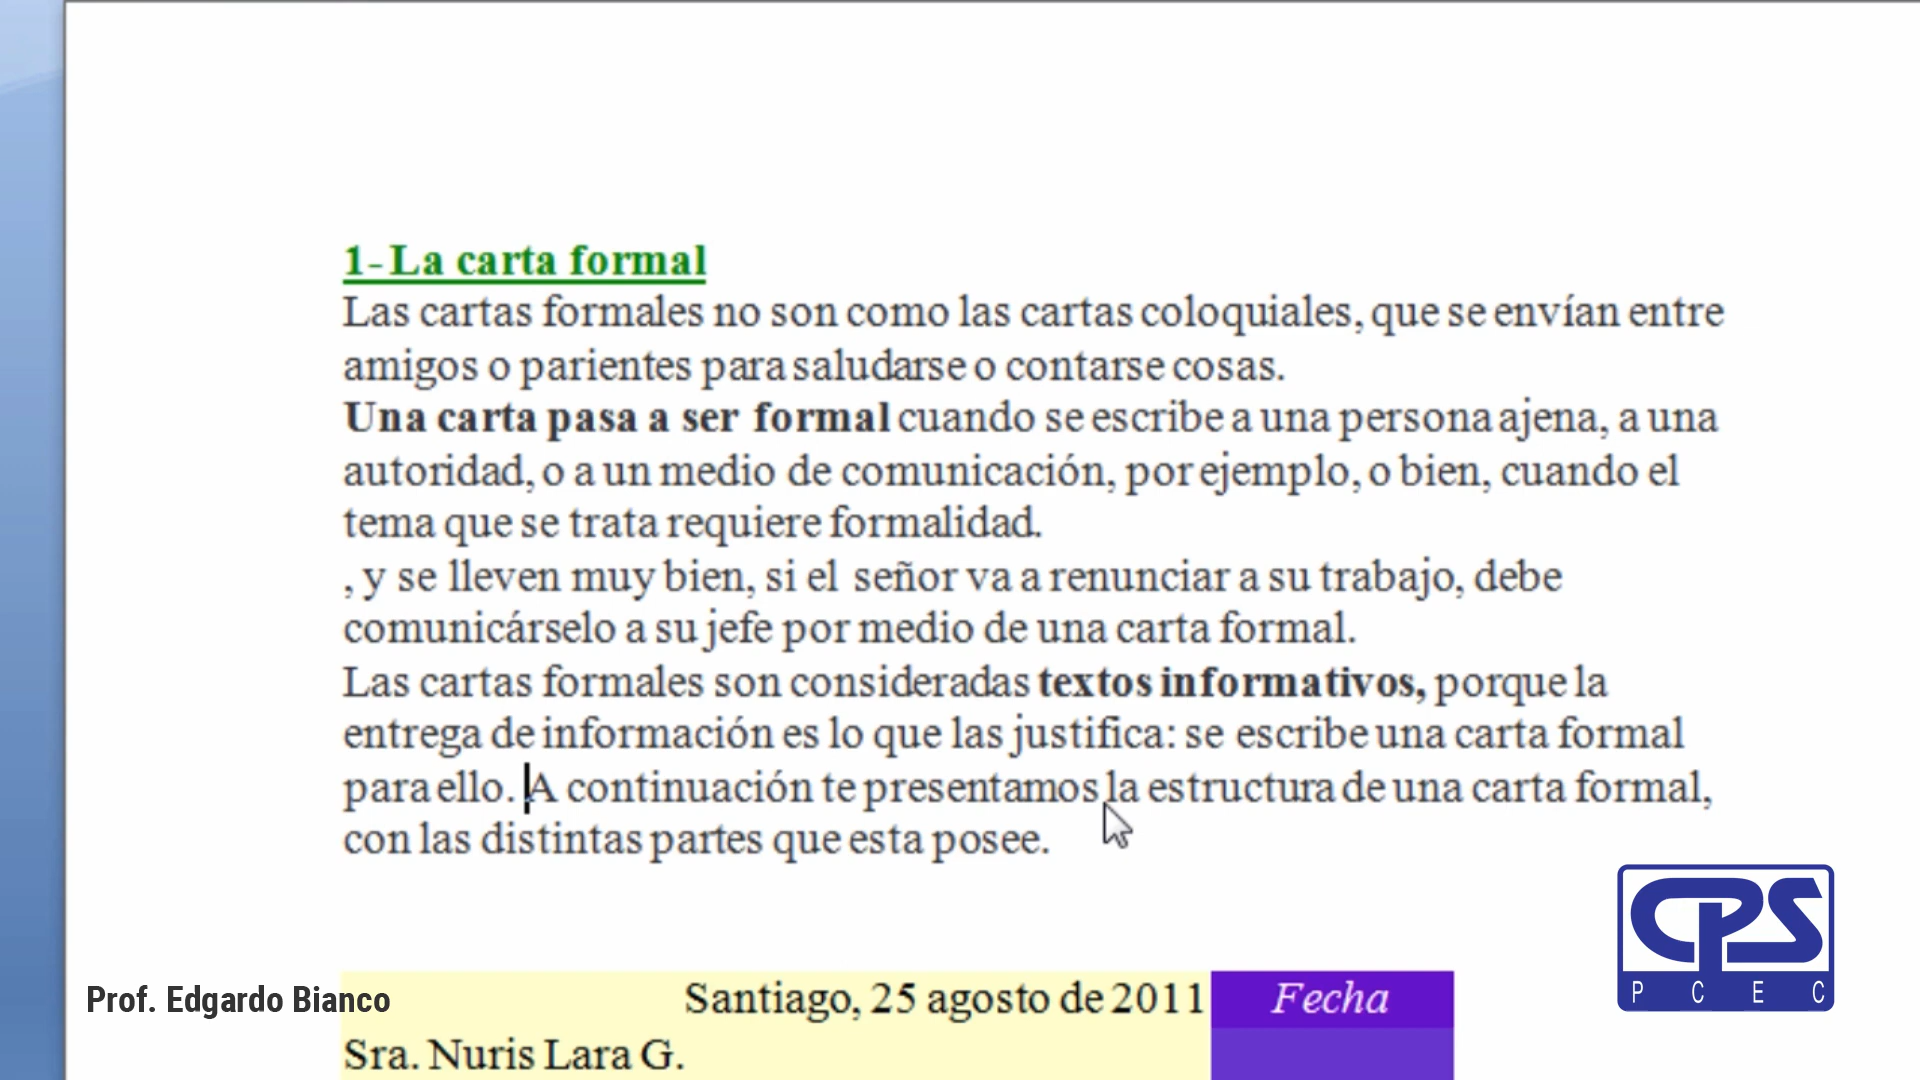 1- La carta formal
Las cartas formales no son como las cartas coloquiales, que se envían entre
amigos o parientes para saludarse o contarse cosas.
Una carta pasa a ser formal cuando se escribe a una persona ajena, a una
autoridad, o a un medio de comunicación, por ejemplo, o bien, cuando el
tema que se trata requiere formalidad.
, y se lleven muy bien, si el señor va a renunciar a su trabajo, debe
comunicárselo a su jefe por medio de una carta formal.
Las cartas formales son consideradas textos informativos, porque la
entrega de información es lo que las justifica: se escribe una carta formal
para ello. A continuación te presentamos la estructura de una carta formal,
con las distintas partes que esta posee.
Santiago, 25 agosto de 2011 Fecha
Sra. Nuris Lara G.
Prof. Edgardo Bianco
CPS
PCEC